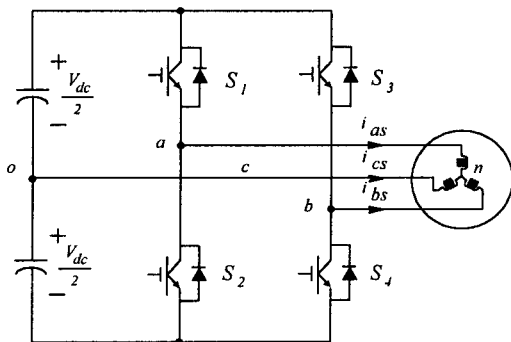 +
V_dc
2
−
S_1
S_3
a
i_as
o
c
i_cs
n
b
i_bs
+
V_dc
2
−
S_2
S_4